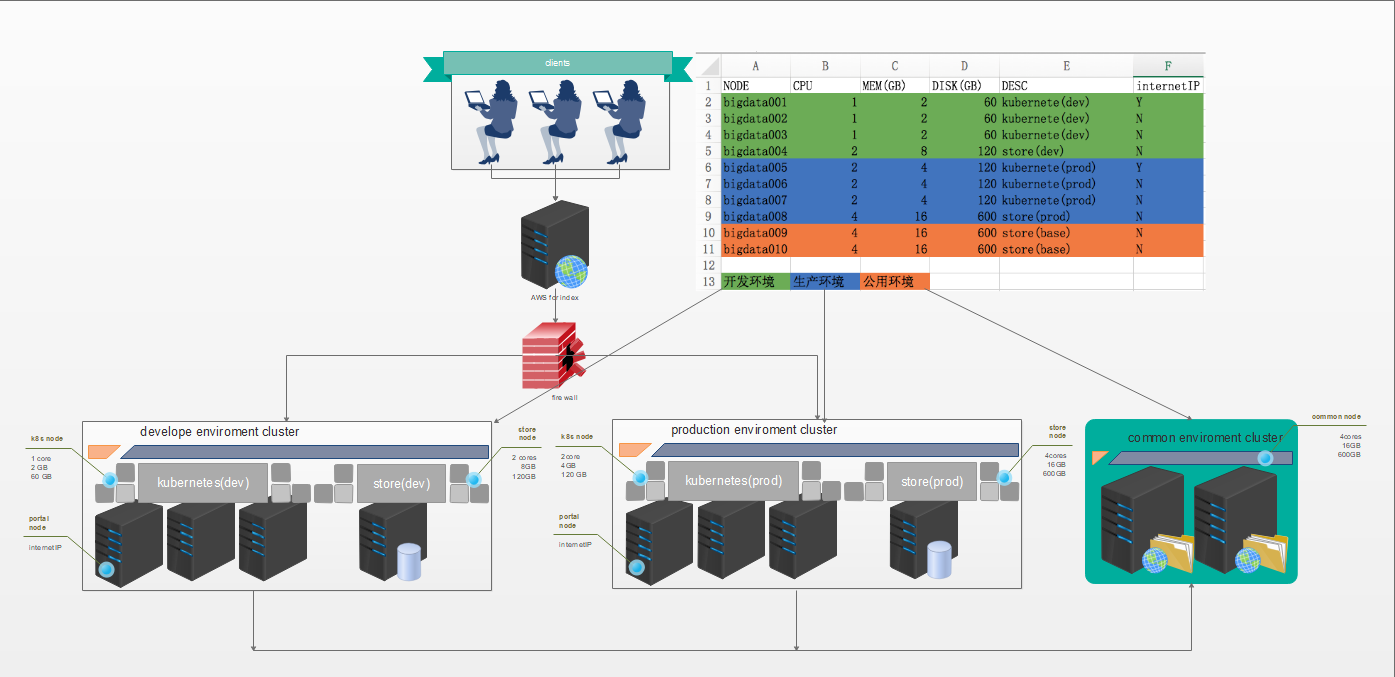 clients
A B C D E F
1 NODE CPU MEM(GB) DISK(GB) DESC internetIP
2 bigdata001 1 2 60 kubernete(dev) Y
3 bigdata002 1 2 60 kubernete(dev) N
4 bigdata003 1 2 60 kubernete(dev) N
5 bigdata004 2 8 120 store(dev) N
6 bigdata005 2 4 120 kubernete(prod) Y
7 bigdata006 2 4 120 kubernete(prod) N
8 bigdata007 2 4 120 kubernete(prod) N
9 bigdata008 4 16 600 store(prod) N
10 bigdata009 4 16 600 store(base) N
11 bigdata010 4 16 600 store(base) N
12
13 开发环境 生产环境 公用环境
AWS for index
fire wall
develope enviroment cluster
k8s node
1 core
2 GB
60 GB
portal
node
internetIP
kubernetes(dev)
store(dev)
store
node
2 cores
8GB
120GB
production enviroment cluster
k8s node
2 core
4GB
120 GB
portal
node
internetIP
kubernetes(prod)
store(prod)
store
node
4cores
16GB
600GB
common enviroment cluster
common node
4cores
16GB
600GB